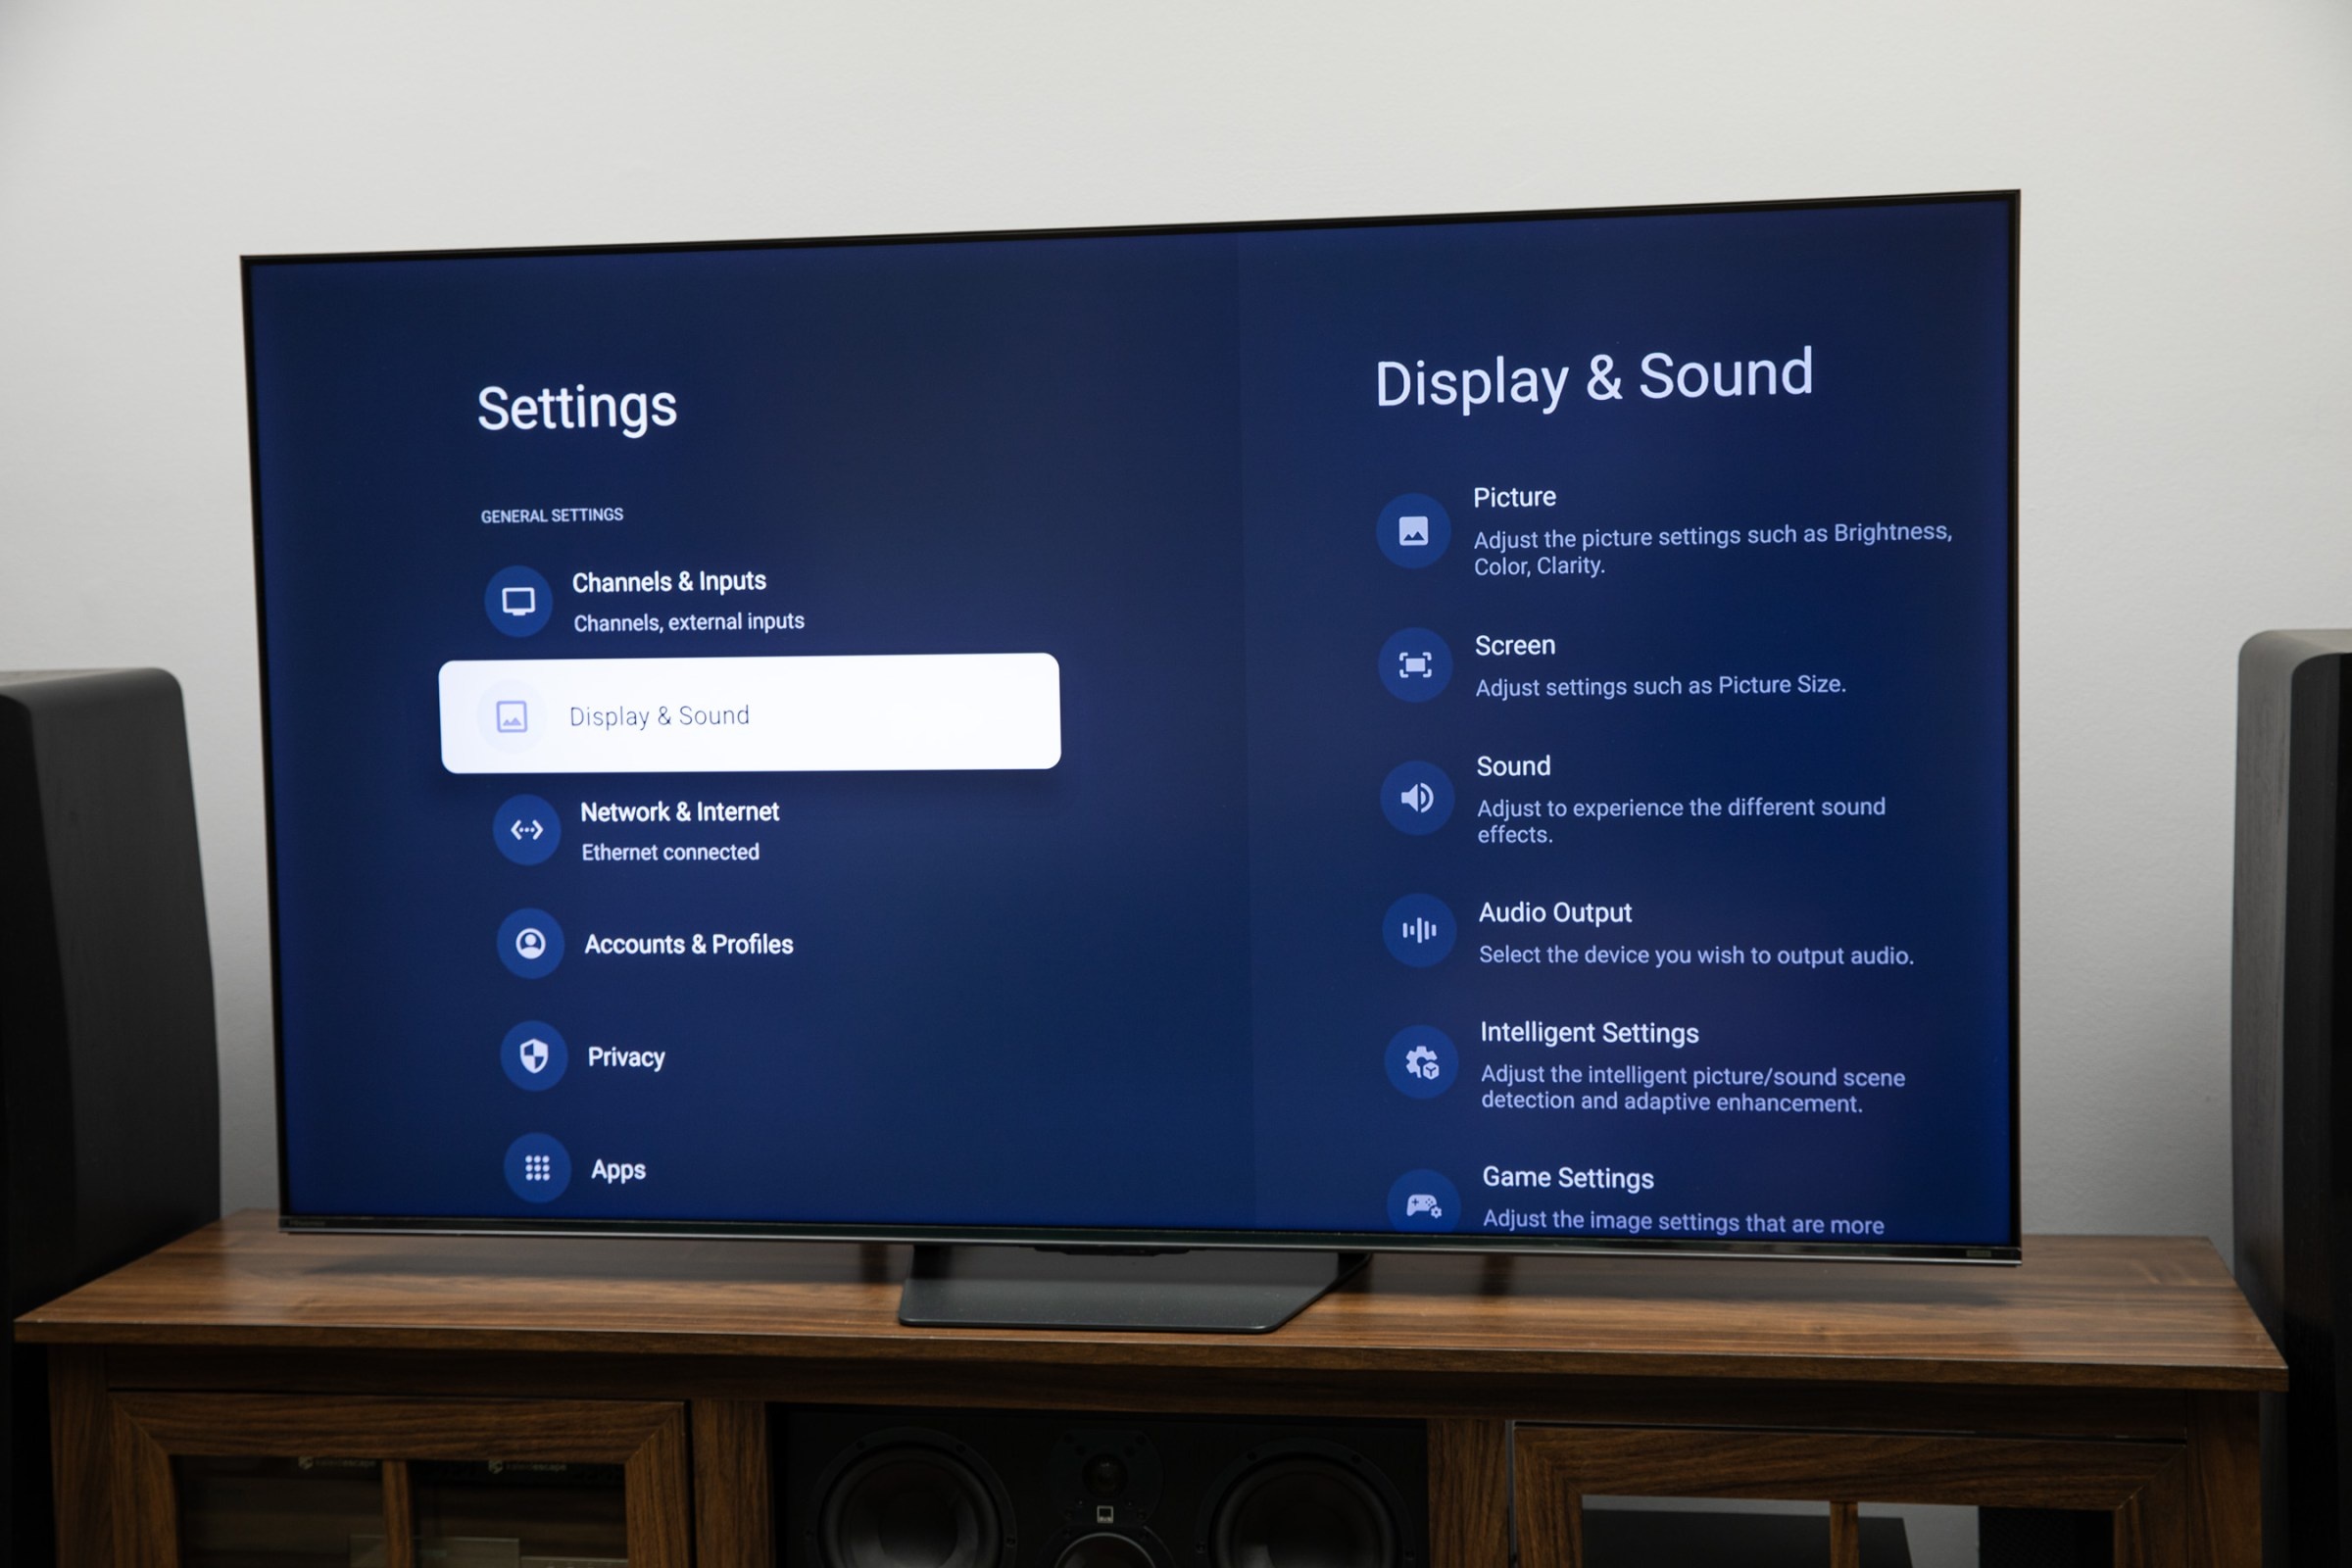 Settings
GENERAL SETTINGS
Channels & Inputs
Channels, external inputs
Display & Sound
Network & Internet
Ethernet connected
Accounts & Profiles
Privacy
Apps
Display & Sound
Picture
Adjust the picture settings such as Brightness,
Color, Clarity.
Screen
Adjust settings such as Picture Size.
Sound
Adjust to experience the different sound
effects.
Audio Output
Select the device you wish to output audio.
Intelligent Settings
Adjust the intelligent picture/sound scene
detection and adaptive enhancement.
Game Settings
Adjust the image settings that are more
Hisense